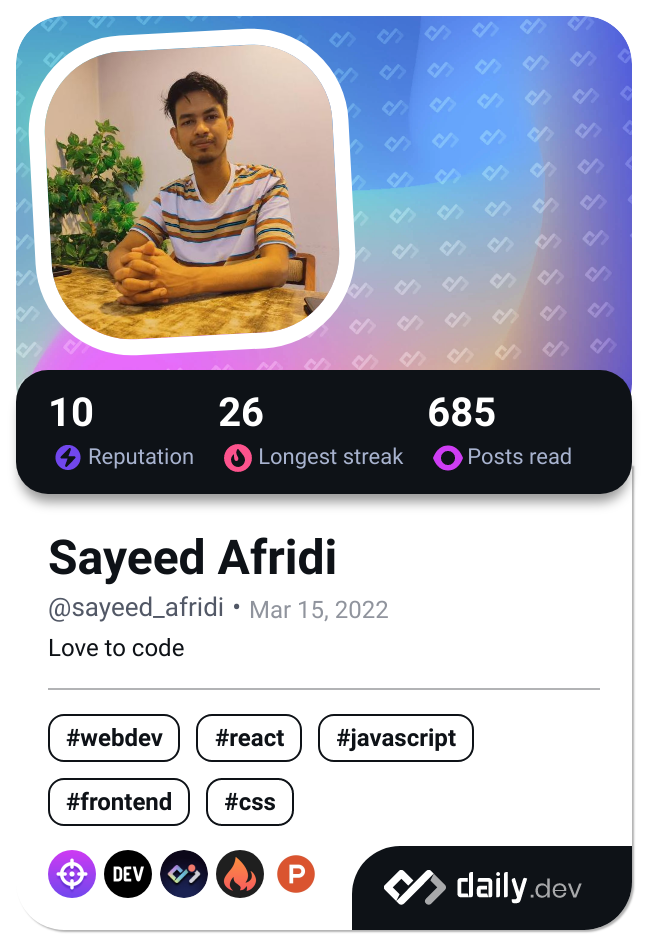 10 26 685
Reputation Longest streak Posts read
Sayeed Afridi
@sayeed_afridi • Mar 15, 2022
Love to code
#webdev #react #javascript
#frontend #css
DEV P daily.dev